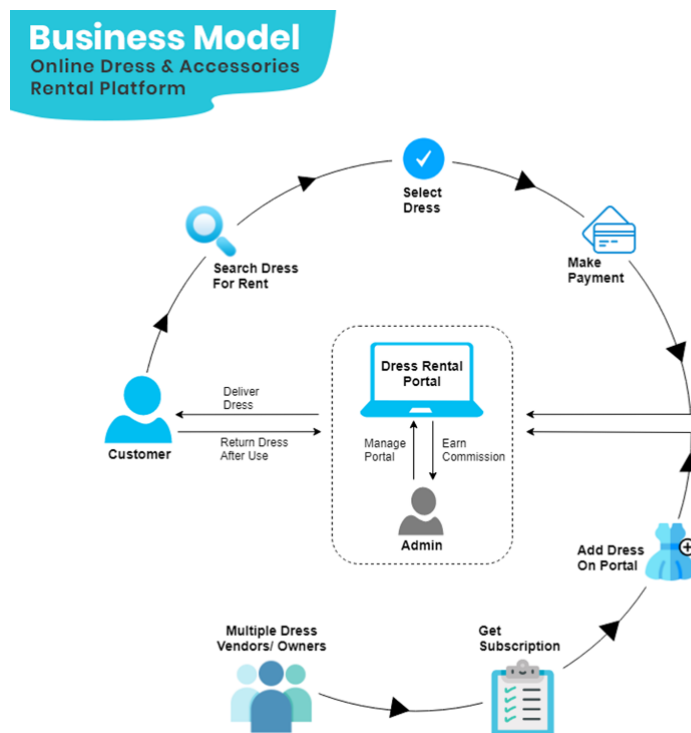 Business Model
Online Dress & Accessories
Rental Platform
Select
Dress
Search Dress
For Rent
Make
Payment
Dress Rental
Portal
Deliver
Dress
Customer
Return Dress
After Use
Manage
Portal
Earn
Commission
Admin
Add Dress
On Portal
Multiple Dress
Vendors/ Owners
Get
Subscription